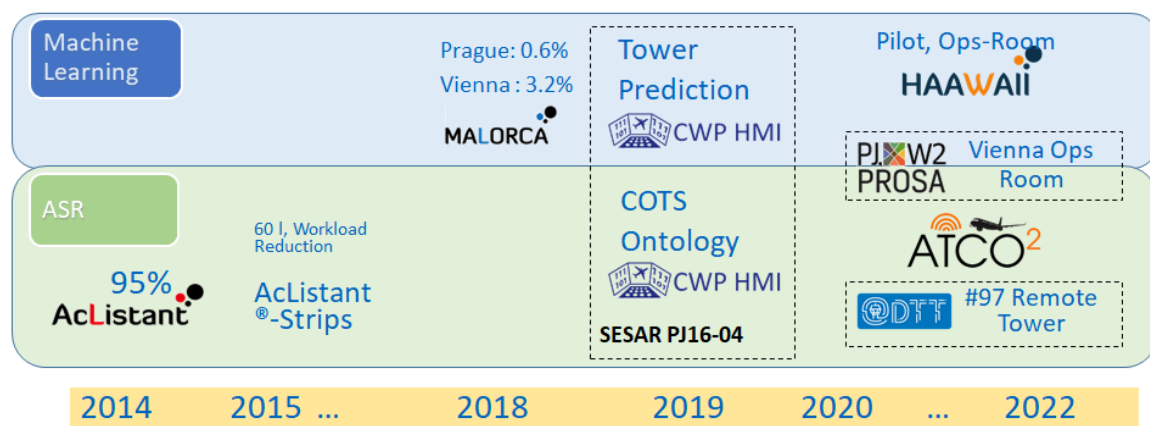 Machine
Learning
Prague: 0.6%
Vienna : 3.2%
MALORCA
Tower
Prediction
CWP HMI
Pilot, Ops-Room
HAAWAII
PJ. W2
PROSA
Vienna Ops
Room
ASR
95%
AcListant
60 l, Workload
Reduction
AcListant
®-Strips
COTS
Ontology
CWP HMI
SESAR PJ16-04
ATCO2
@DTT
#97 Remote
Tower
2014 2015 ... 2018 2019 2020 ... 2022